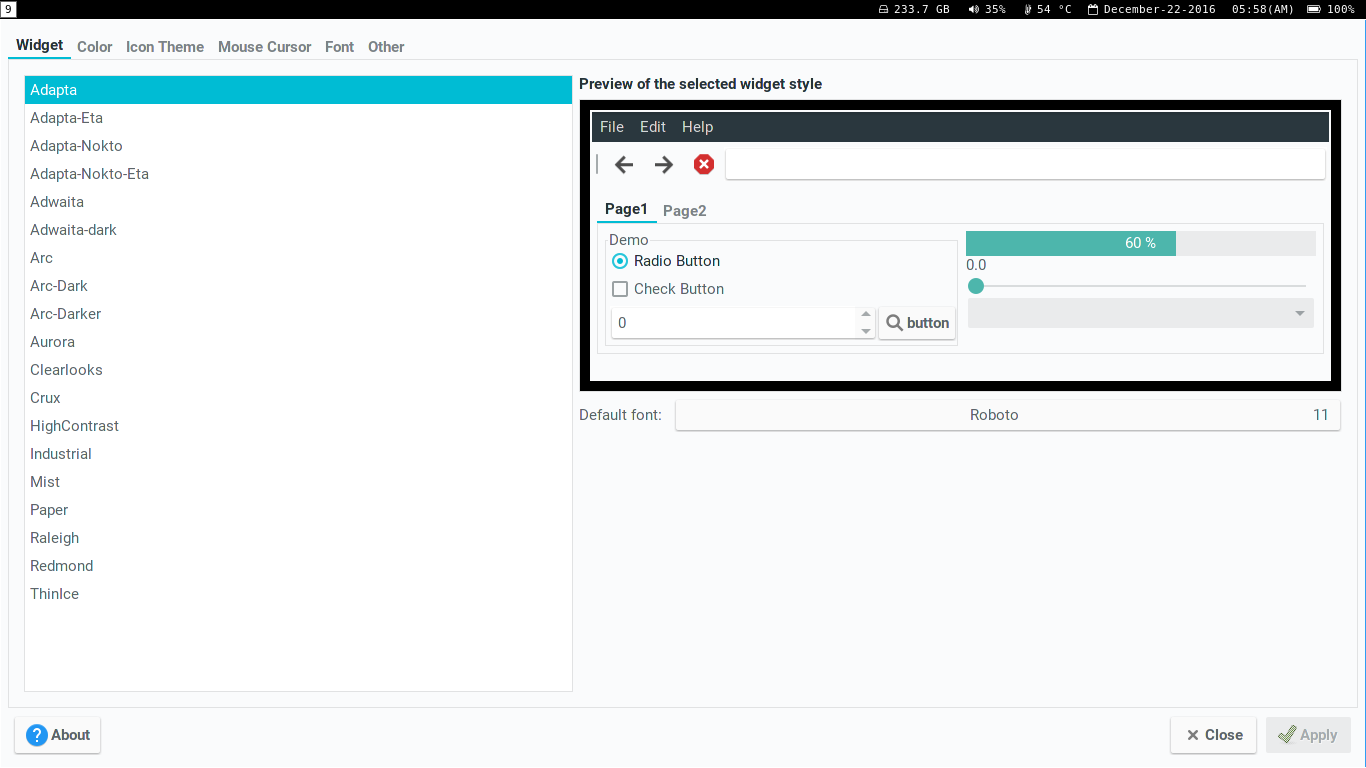 9
233.7 GB 35% 54 °C December-22-2016 05:58(AM) 100%
Widget Color Icon Theme Mouse Cursor Font Other
Adapta
Adapta-Eta
Adapta-Nokto
Adapta-Nokto-Eta
Adwaita
Adwaita-dark
Arc
Arc-Dark
Arc-Darker
Aurora
Clearlooks
Crux
HighContrast
Industrial
Mist
Paper
Raleigh
Redmond
ThinIce
Preview of the selected widget style
File Edit Help
Page1 Page2
Demo
Radio Button
Check Button
0
button
60 %
0.0
Default font: Roboto 11
About
Close
Apply